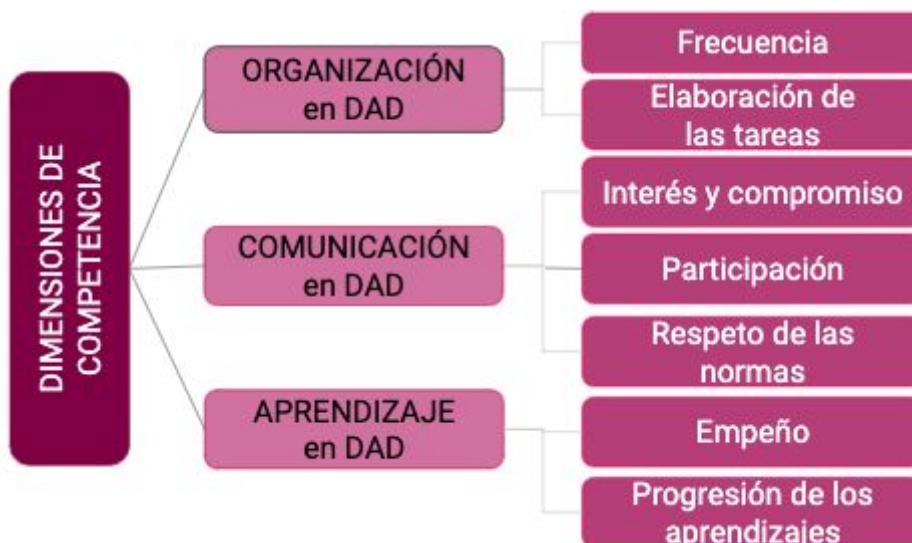 DIMENSIONES DE
COMPETENCIA
ORGANIZACIÓN
en DAD
Frecuencia
Elaboración de
las tareas
COMUNICACIÓN
en DAD
Interés y compromiso
Participación
Respeto de las
normas
APRENDIZAJE
en DAD
Empeño
Progresión de los
aprendizajes